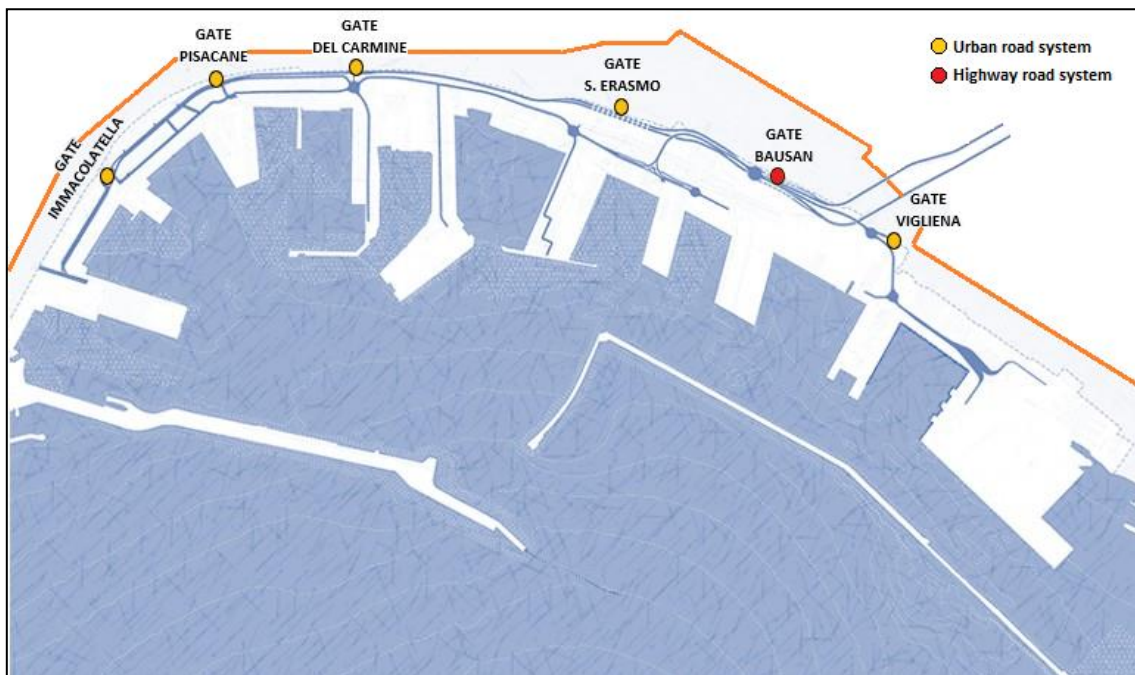 GATE
IMMACOLATELLA
GATE
PISACANE
GATE
DEL CARMINE
GATE
S. ERASMO
GATE
BAUSAN
GATE
VIGLIENA
Urban road system
Highway road system